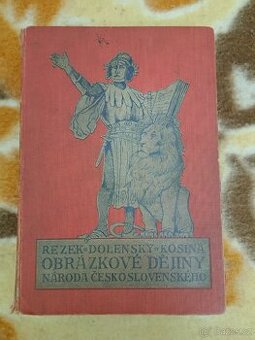 REZEK • DOLENSKÝ • KOSINA
OBRÁZKOVÉ DĚJINY
NÁRODA ČESKOSLOVENSKÉHO